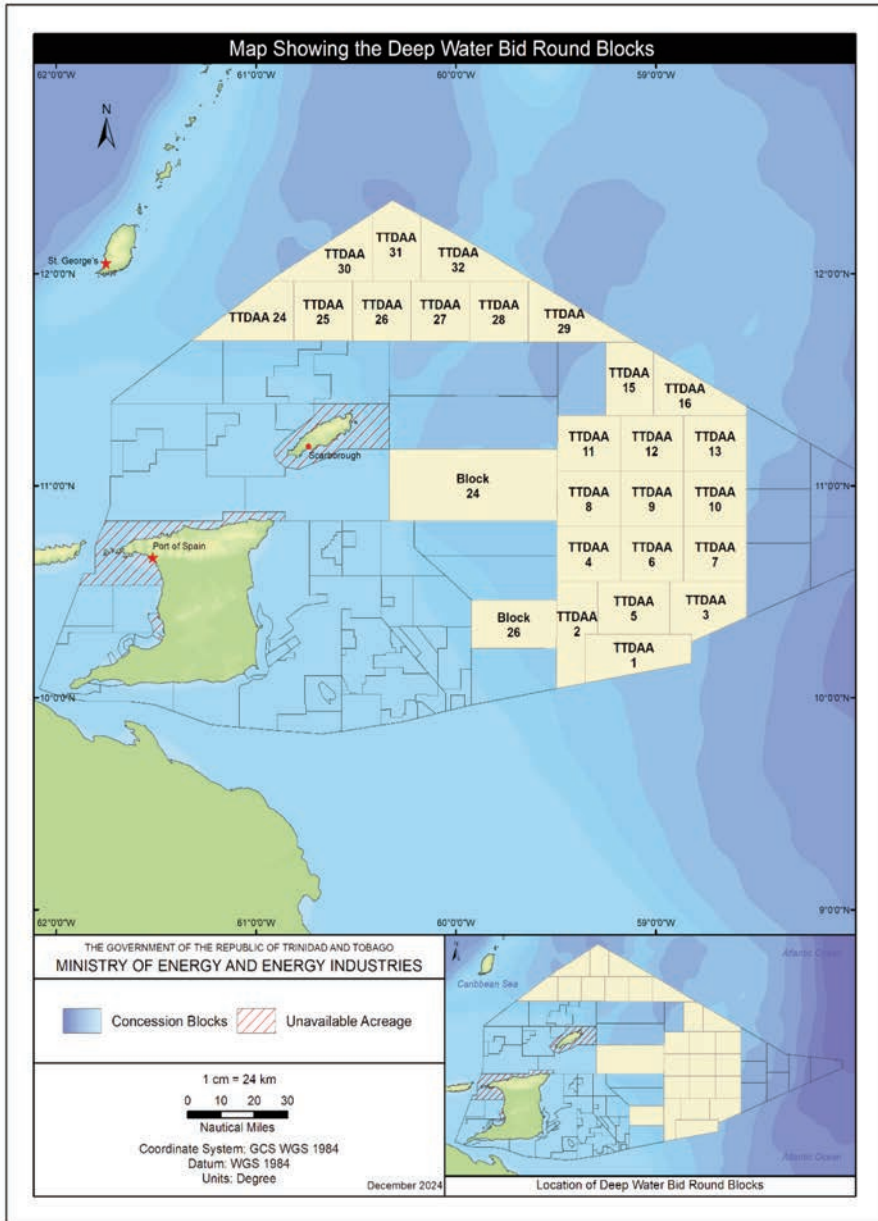 Map Showing the Deep Water Bid Round Blocks
62°0'0"W
61°0'0"W
60°0'0"W
59°0'0"W
N
St. George's
12°0'0"N
12°0'0"N
TTDAA
30
TTDAA
31
TTDAA
32
TTDAA 24
TTDAA
25
TTDAA
26
TTDAA
27
TTDAA
28
TTDAA
29
TTDAA
15
TTDAA
16
Scarborough
TTDAA
11
TTDAA
12
TTDAA
13
11°0'0"N
11°0'0"N
Block
24
TTDAA
8
TTDAA
9
TTDAA
10
Port of Spain
TTDAA
4
TTDAA
6
TTDAA
7
Block
26
TTDAA
2
TTDAA
5
TTDAA
3
TTDAA
1
10°0'0"N
10°0'0"N
9°0'0"N
9°0'0"N
62°0'0"W
61°0'0"W
60°0'0"W
59°0'0"W
THE GOVERNMENT OF THE REPUBLIC OF TRINIDAD AND TOBAGO
MINISTRY OF ENERGY AND ENERGY INDUSTRIES
Concession Blocks
Unavailable Acreage
1 cm = 24 km
0 10 20 30
Nautical Miles
Coordinate System: GCS WGS 1984
Datum: WGS 1984
Units: Degree
December 2024
N
Caribbean Sea
Atlantic Ocean
Atlantic Ocean
Location of Deep Water Bid Round Blocks